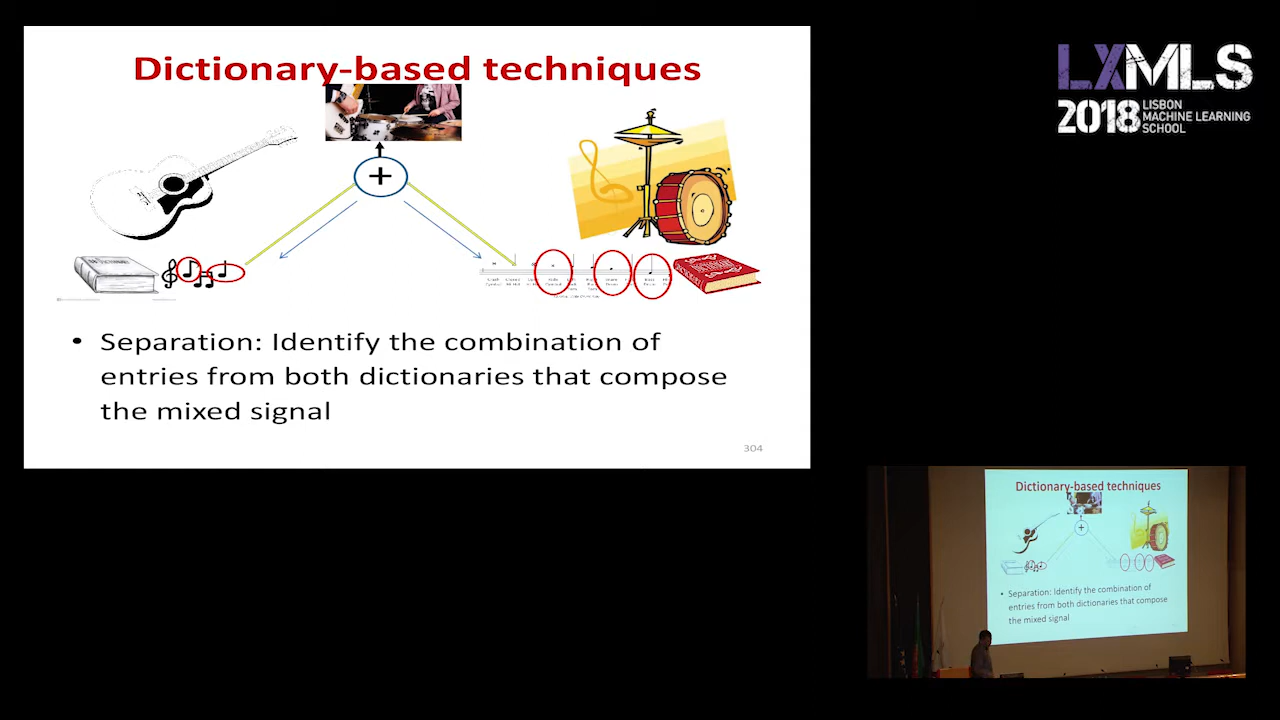 Dictionary-based techniques
+
• Separation: Identify the combination of
entries from both dictionaries that compose
the mixed signal
304
LXMLS
2018 LISBON
MACHINE LEARNING
SCHOOL
Dictionary-based techniques
+
• Separation: Identify the combination of
entries from both dictionaries that compose
the mixed signal